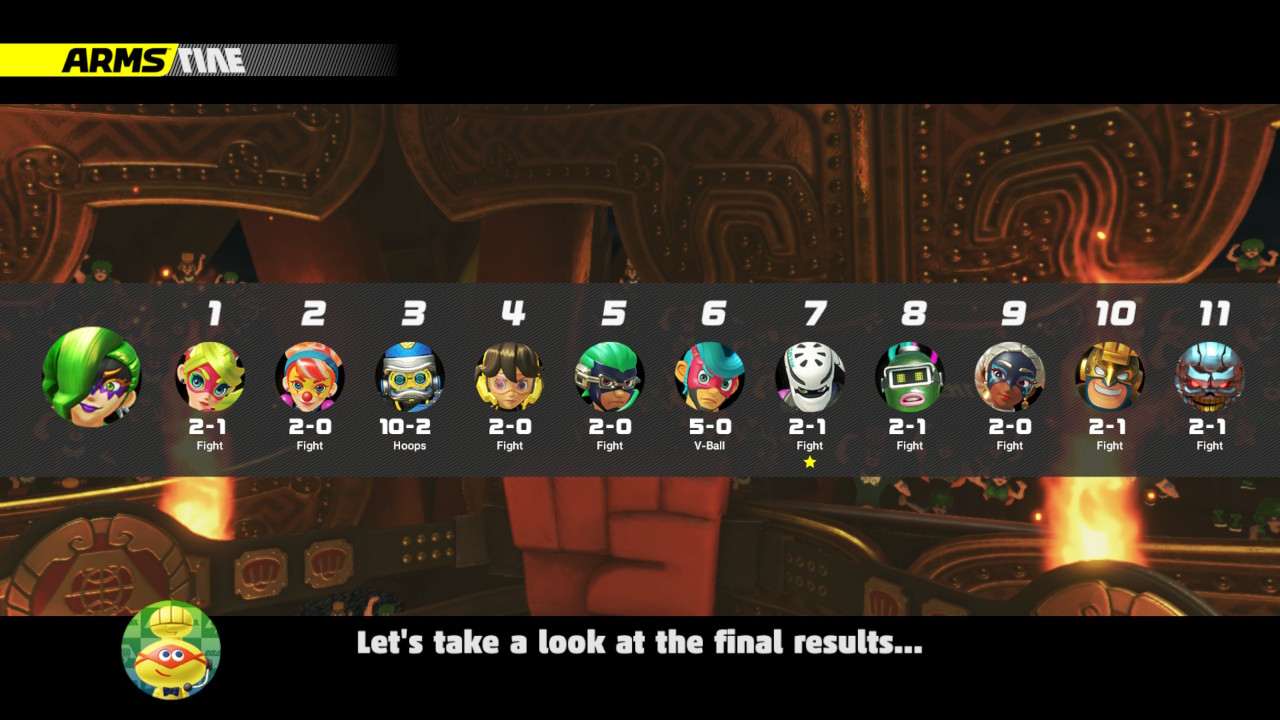 ARMS TINE
1 2 3 4 5 6 7 8 9 10 11
2-1 2-0 10-2 2-0 2-0 5-0 2-1 2-1 2-0 2-1 2-1
Fight Fight Hoops Fight Fight V-Ball Fight Fight Fight Fight Fight
Let's take a look at the final results...